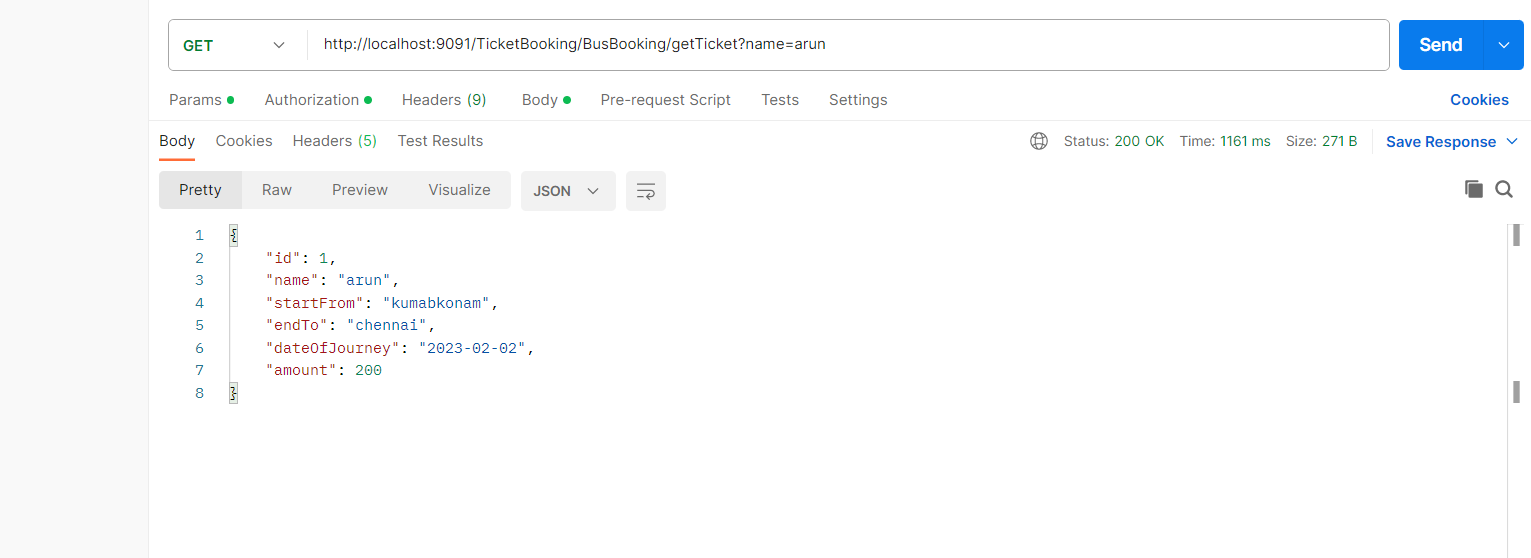 GET http://localhost:9091/TicketBooking/BusBooking/getTicket?name=arun Send
Params Authorization Headers (9) Body Pre-request Script Tests Settings Cookies
Body Cookies Headers (5) Test Results Status: 200 OK Time: 1161 ms Size: 271 B Save Response
Pretty Raw Preview Visualize JSON
1 {
2 "id": 1,
3 "name": "arun",
4 "startFrom": "kumabkonam",
5 "endTo": "chennai",
6 "dateOfJourney": "2023-02-02",
7 "amount": 200
8 }